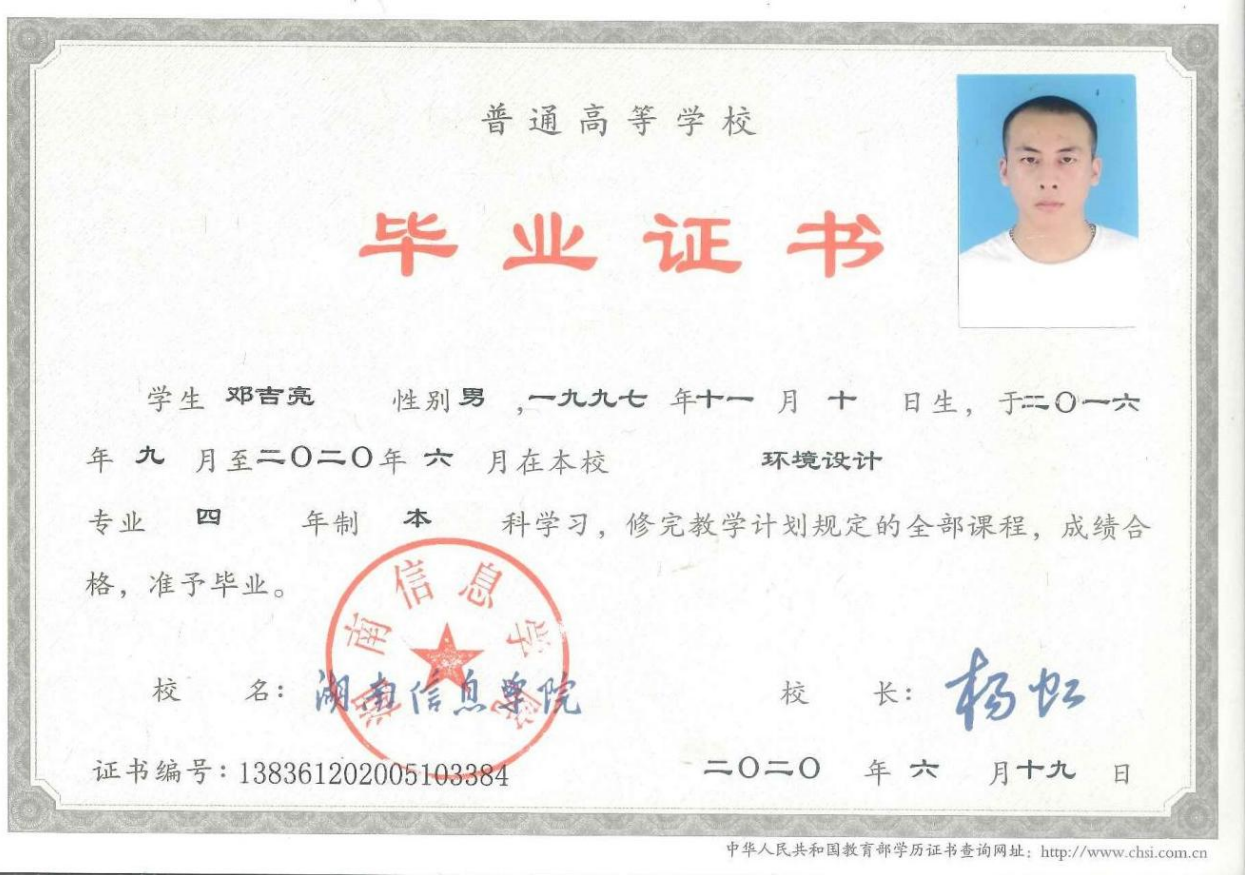 普通高等学校
毕业证书
学生 邓吉亮 性别 男 ,一九九七 年十一 月 十 日生, 于二〇一六
年 九 月至二〇二〇年 六 月在本校 环境设计
专业 四 年制 本 科学习, 修完教学计划规定的全部课程, 成绩合
格, 准予毕业。
湖南信息学院
校 名: 湖南信息学院 校 长: 杨虹
证书编号:138361202005103384 二〇二〇 年 六 月十九 日
中华人民共和国教育部学历证书查询网址: http://www.chsi.com.cn